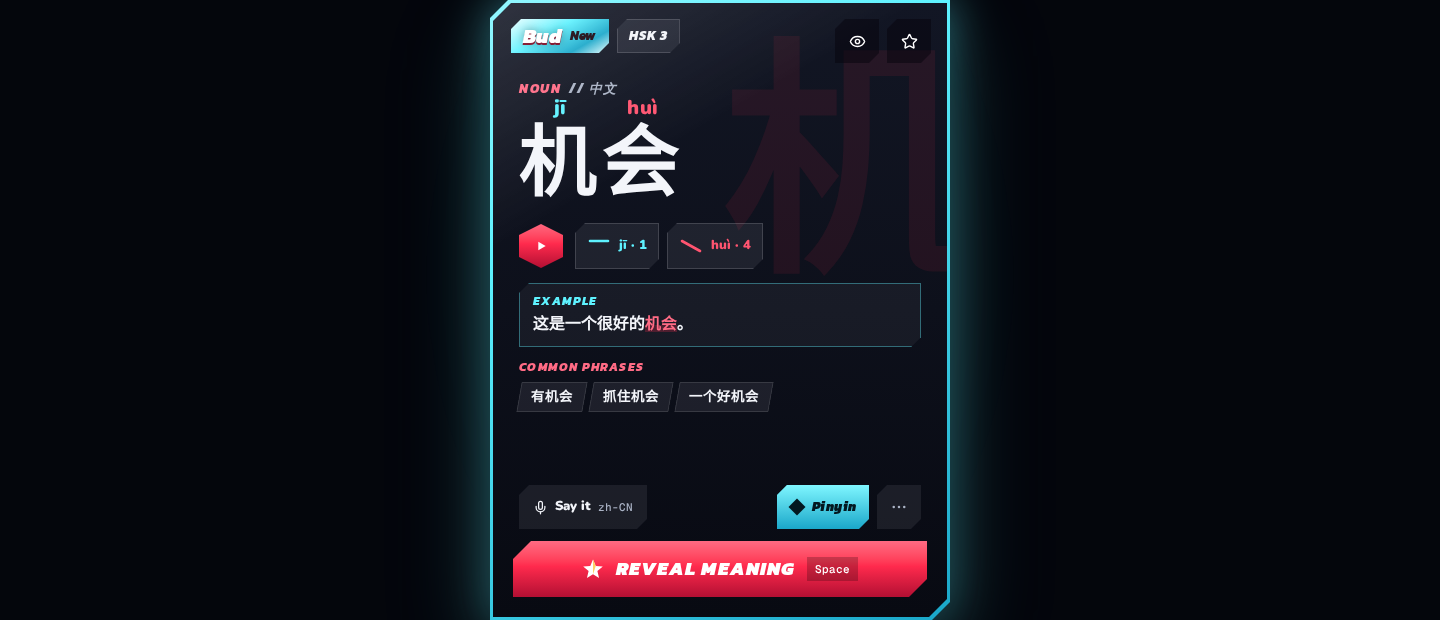 Bud New HSK 3
NOUN // 中文
jī huì
机会
机
jī · 1 huì · 4
EXAMPLE
这是一个很好的机会。
COMMON PHRASES
有机会 抓住机会 一个好机会
Say it zh-CN Pinyin ...
REVEAL MEANING Space